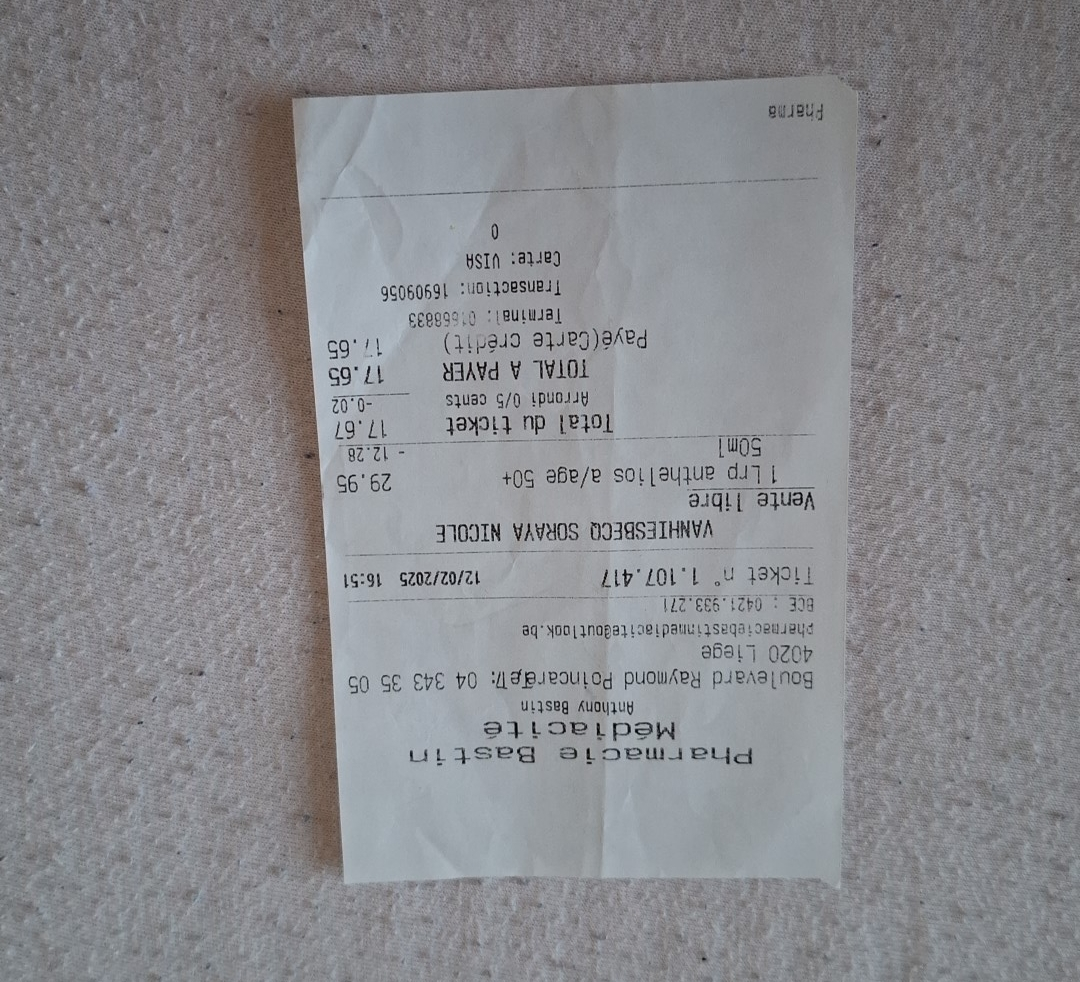 Pharmacie Bastin
Médiacité
Anthony Bastin
Boulevard Raymond Poincaré 7: 04 343 35 05
4020 Liege
pharmaciebastinmediacite@outlook.be
BCE : 0421.933.271
Ticket n° 1.107.417 12/02/2025 16:51
VANHIESBECQ SORAYA NICOLE
Vente libre
1 Lrp anthelios a/age 50+ 29.95
50ml - 12.28
Total du ticket 17.67
Arrondi 0/5 cents -0.02
TOTAL A PAYER 17.65
Payé(Carte crédit) 17.65
Terminal: 01668833
Transaction: 16909056
Carte: VISA
0
Pharma